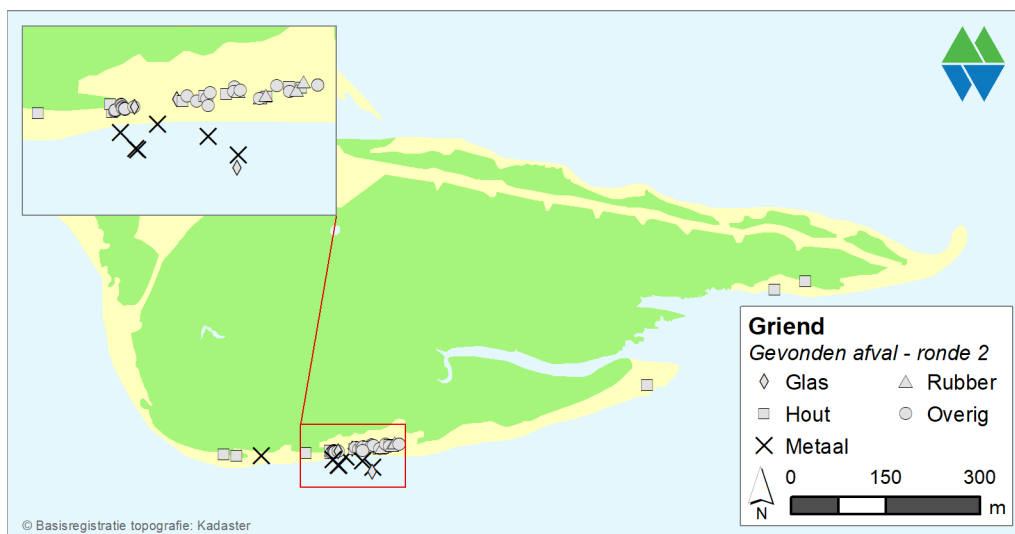 Griend
Gevonden afval - ronde 2
Glas
Rubber
Hout
Overig
Metaal
0 150 300
m
N
© Basisregistratie topografie: Kadaster